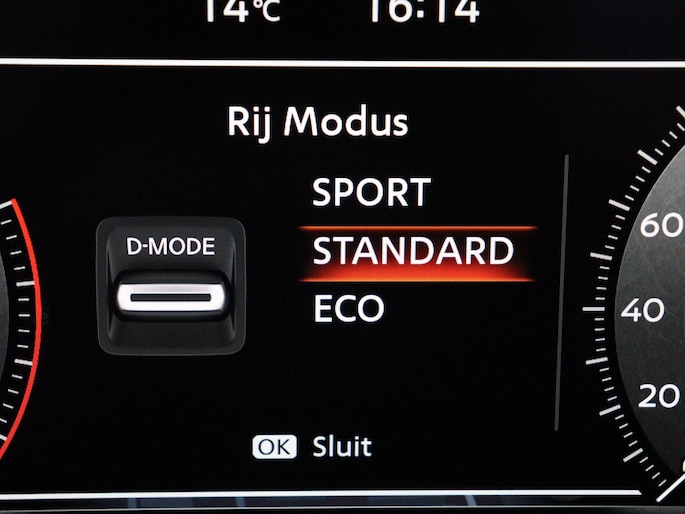 14°C 16:14
Rij Modus
SPORT
D-MODE STANDARD
60
ECO
40
20
OK Sluit